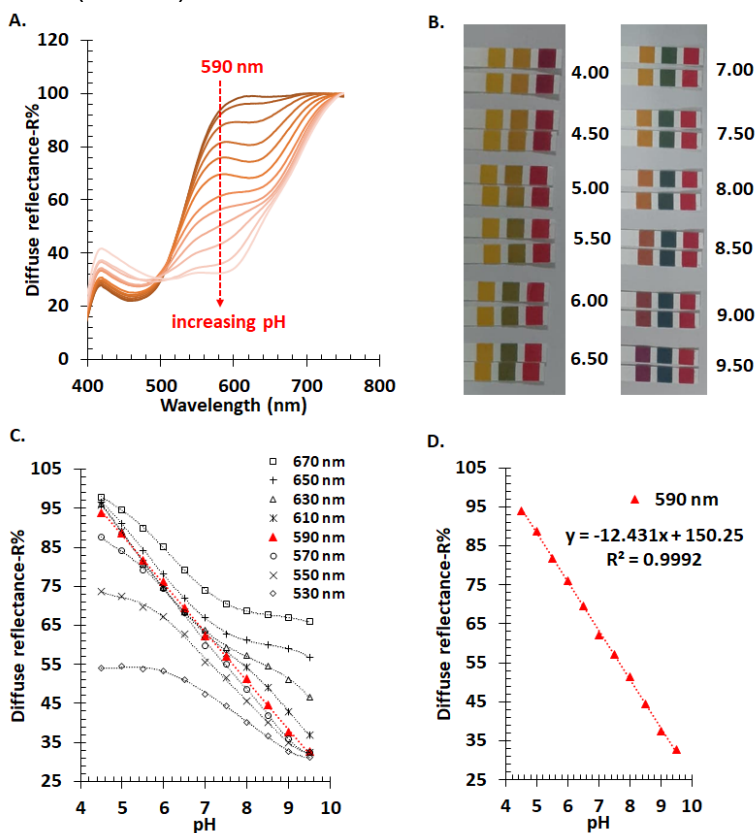 A.
120
100
80
60
40
20
0
400
500
600
700
800
590 nm
increasing pH
Diffuse reflectance-R%
Wavelength (nm)
B.
4.00
7.00
4.50
7.50
5.00
8.00
5.50
8.50
6.00
9.00
6.50
9.50
C.
105
95
85
75
65
55
45
35
25
4
5
6
7
8
9
10
670 nm
650 nm
630 nm
610 nm
590 nm
570 nm
550 nm
530 nm
Diffuse reflectance-R%
pH
D.
105
95
85
75
65
55
45
35
25
4
5
6
7
8
9
10
590 nm
y = -12.431x + 150.25
R² = 0.9992
Diffuse reflectance-R%
pH